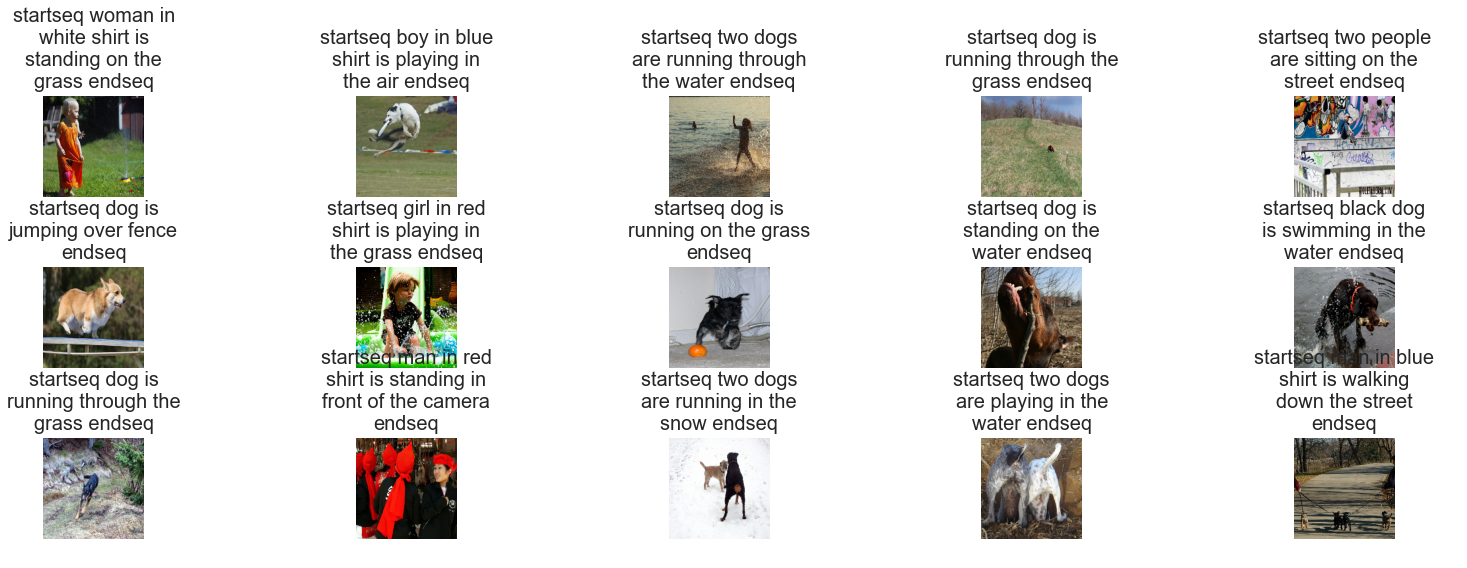 startseq woman in
white shirt is
standing on the
grass endseq
startseq boy in blue
shirt is playing in
the air endseq
startseq two dogs
are running through
the water endseq
startseq dog is
running through the
grass endseq
startseq two people
are sitting on the
street endseq
startseq dog is
jumping over fence
endseq
startseq girl in red
shirt is playing in
the grass endseq
startseq dog is
running on the grass
endseq
startseq dog is
standing on the
water endseq
startseq black dog
is swimming in the
water endseq
startseq dog is
running through the
grass endseq
startseq man in red
shirt is standing in
front of the camera
endseq
startseq two dogs
are running in the
snow endseq
startseq two dogs
are playing in the
water endseq
startseq man in blue
shirt is walking
down the street
endseq